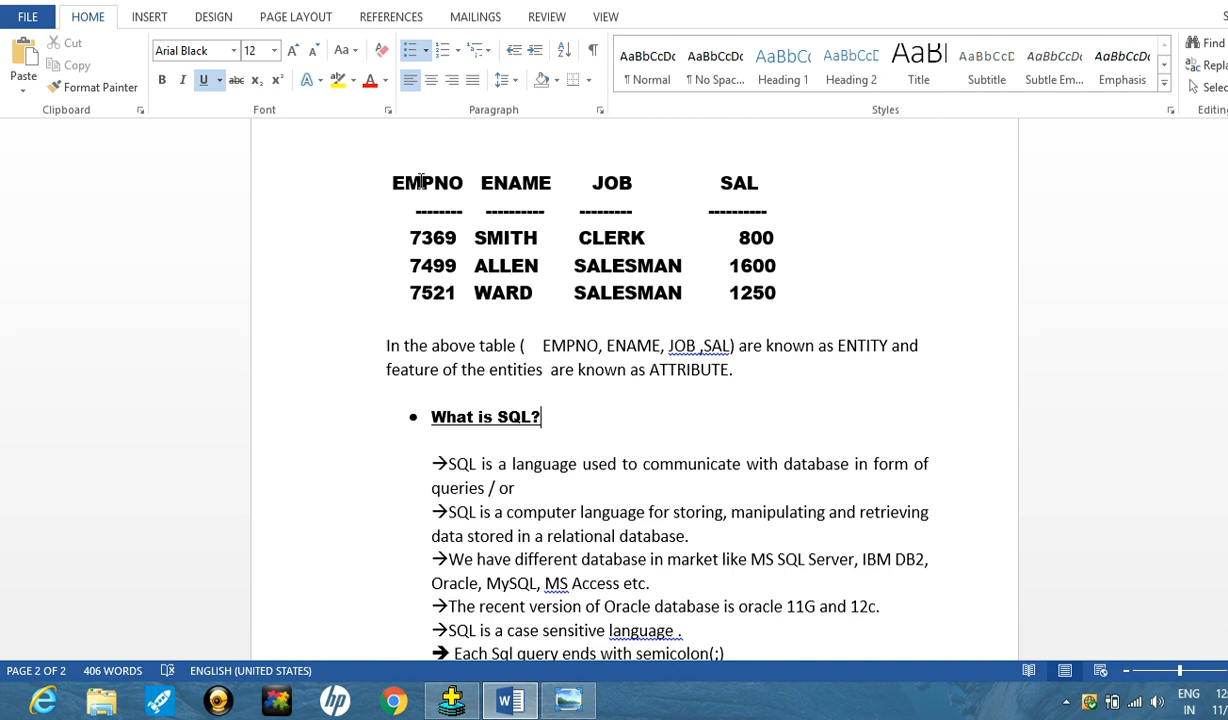 FILE HOME INSERT DESIGN PAGE LAYOUT REFERENCES MAILINGS REVIEW VIEW
Cut
Copy
Format Painter
Paste
Clipboard
Arial Black 12
Font
Paragraph
AaBbCcDc AaBbCcDc AaBbCcD AaBbCcD AaBl AaBbCcD AaBbCcDc AaBbCcDc
¶ Normal ¶ No Spac... Heading 1 Heading 2 Title Subtitle Subtle Em... Emphasis
Styles
Find
Repla
Selec
Editing
EMPNO ENAME JOB SAL
-------- ---------- --------- ----------
7369 SMITH CLERK 800
7499 ALLEN SALESMAN 1600
7521 WARD SALESMAN 1250
In the above table ( EMPNO, ENAME, JOB ,SAL) are known as ENTITY and
feature of the entities are known as ATTRIBUTE.
• What is SQL?
→SQL is a language used to communicate with database in form of
queries / or
→SQL is a computer language for storing, manipulating and retrieving
data stored in a relational database.
→We have different database in market like MS SQL Server, IBM DB2,
Oracle, MySQL, MS Access etc.
→The recent version of Oracle database is oracle 11G and 12c.
→SQL is a case sensitive language .
→ Each Sql query ends with semicolon(;)
PAGE 2 OF 2 406 WORDS ENGLISH (UNITED STATES)
ENG
IN
12:
11/